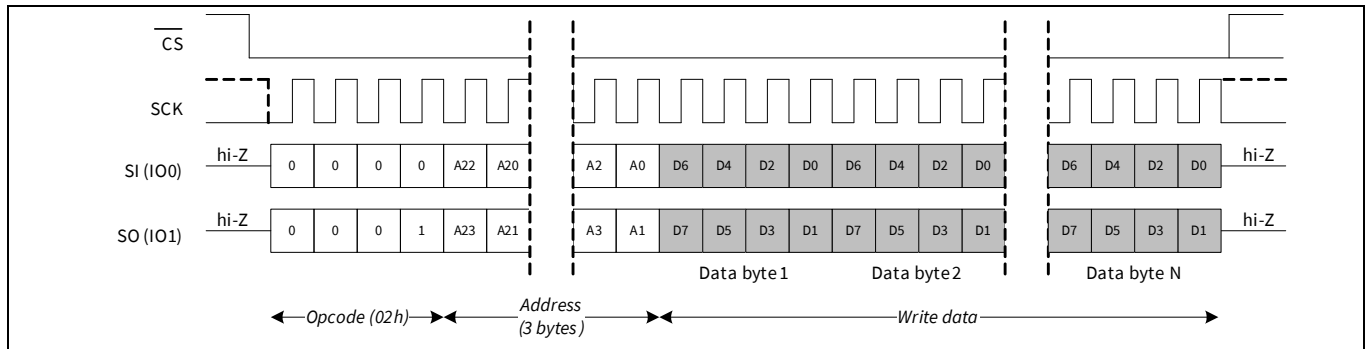 CS
SCK
SI (IO0) hi-Z 0 0 0 0 A22 A20 A2 A0 D6 D4 D2 D0 D6 D4 D2 D0 D6 D4 D2 D0 hi-Z
SO (IO1) hi-Z 0 0 0 1 A23 A21 A3 A1 D7 D5 D3 D1 D7 D5 D3 D1 D7 D5 D3 D1 hi-Z
Data byte 1 Data byte 2 Data byte N
Opcode (02h) Address Write data
(3 bytes)